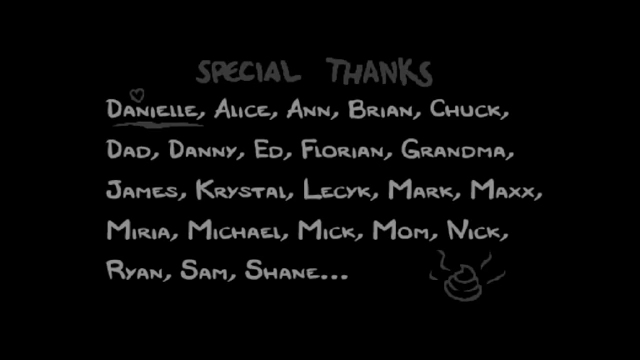 SPECIAL THANKS
DANIELLE, ALICE, ANN, BRIAN, CHUCK,
DAD, DANNY, ED, FLORIAN, GRANDMA,
JAMES, KRYSTAL, LECYK, MARK, MAXX,
MIRIA, MICHAEL, MICK, MOM, NICK,
RYAN, SAM, SHANE...